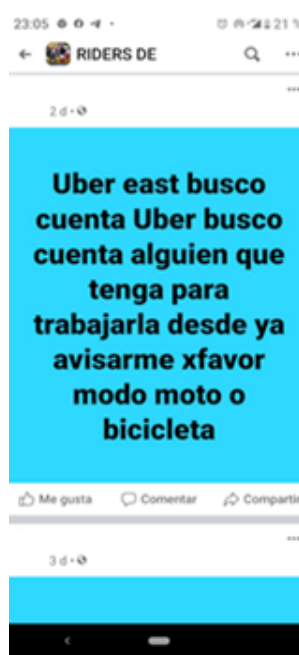 23:05
21 %
RIDERS DE
2 d
Uber east busco
cuenta Uber busco
cuenta alguien que
tenga para
trabajarla desde ya
avisarme xfavor
modo moto o
bicicleta
Me gusta Comentar Compartir
3 d